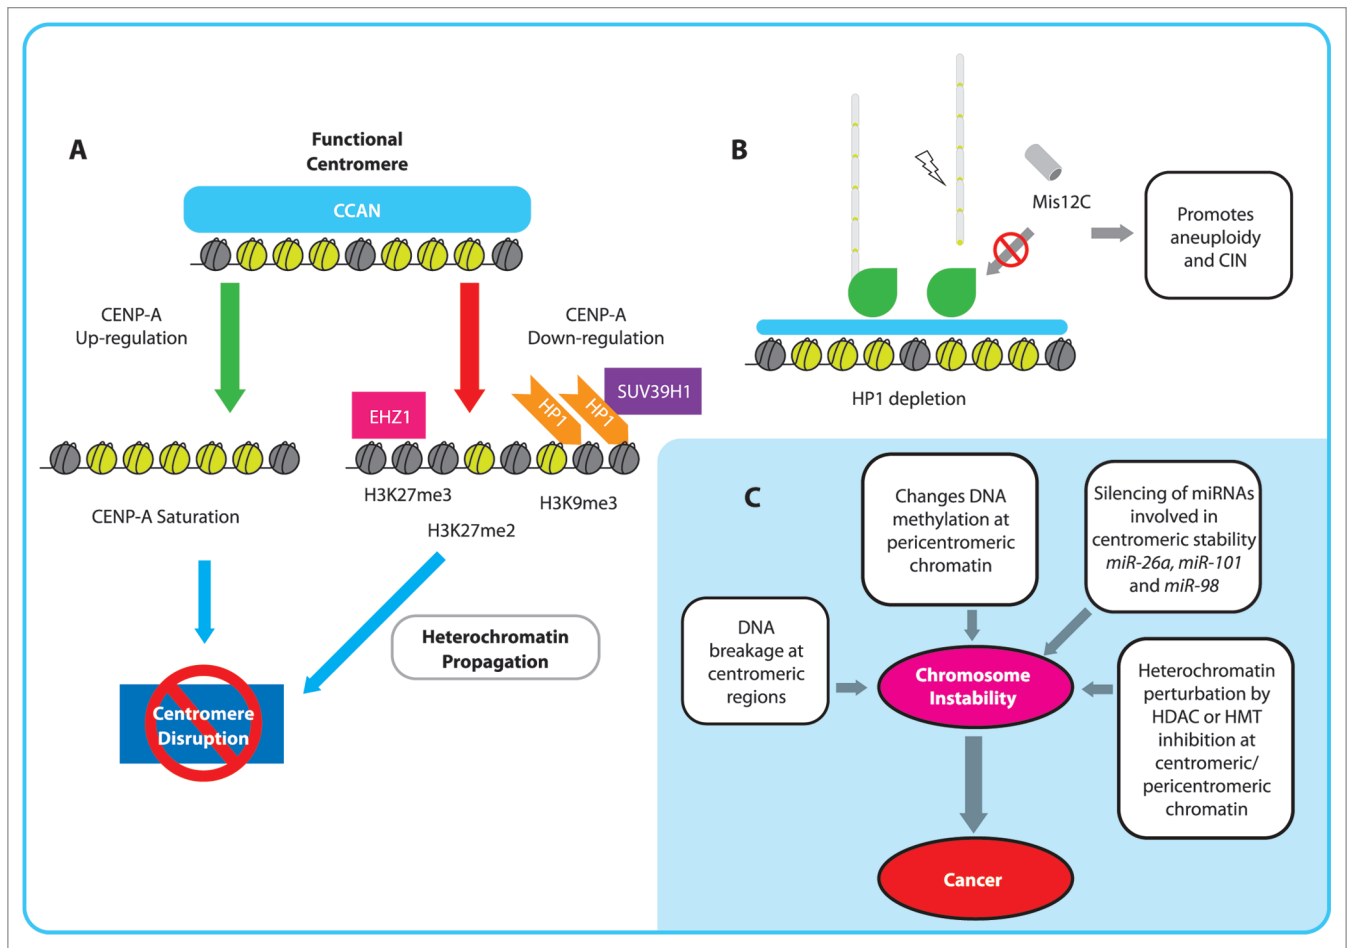 A
Functional
Centromere
CCAN
CENP-A
Up-regulation
CENP-A
Down-regulation
EHZ1
HP1
HP1
SUV39H1
H3K27me3
H3K9me3
H3K27me2
CENP-A Saturation
Heterochromatin
Propagation
Centromere
Disruption
B
Mis12C
Promotes
aneuploidy
and CIN
HP1 depletion
C
Changes DNA
methylation at
pericentromeric
chromatin
Silencing of miRNAs
involved in
centromeric stability
miR-26a, miR-101
and miR-98
DNA
breakage at
centromeric
regions
Chromosome
Instability
Heterochromatin
perturbation by
HDAC or HMT
inhibition at
centromeric/
pericentromeric
chromatin
Cancer